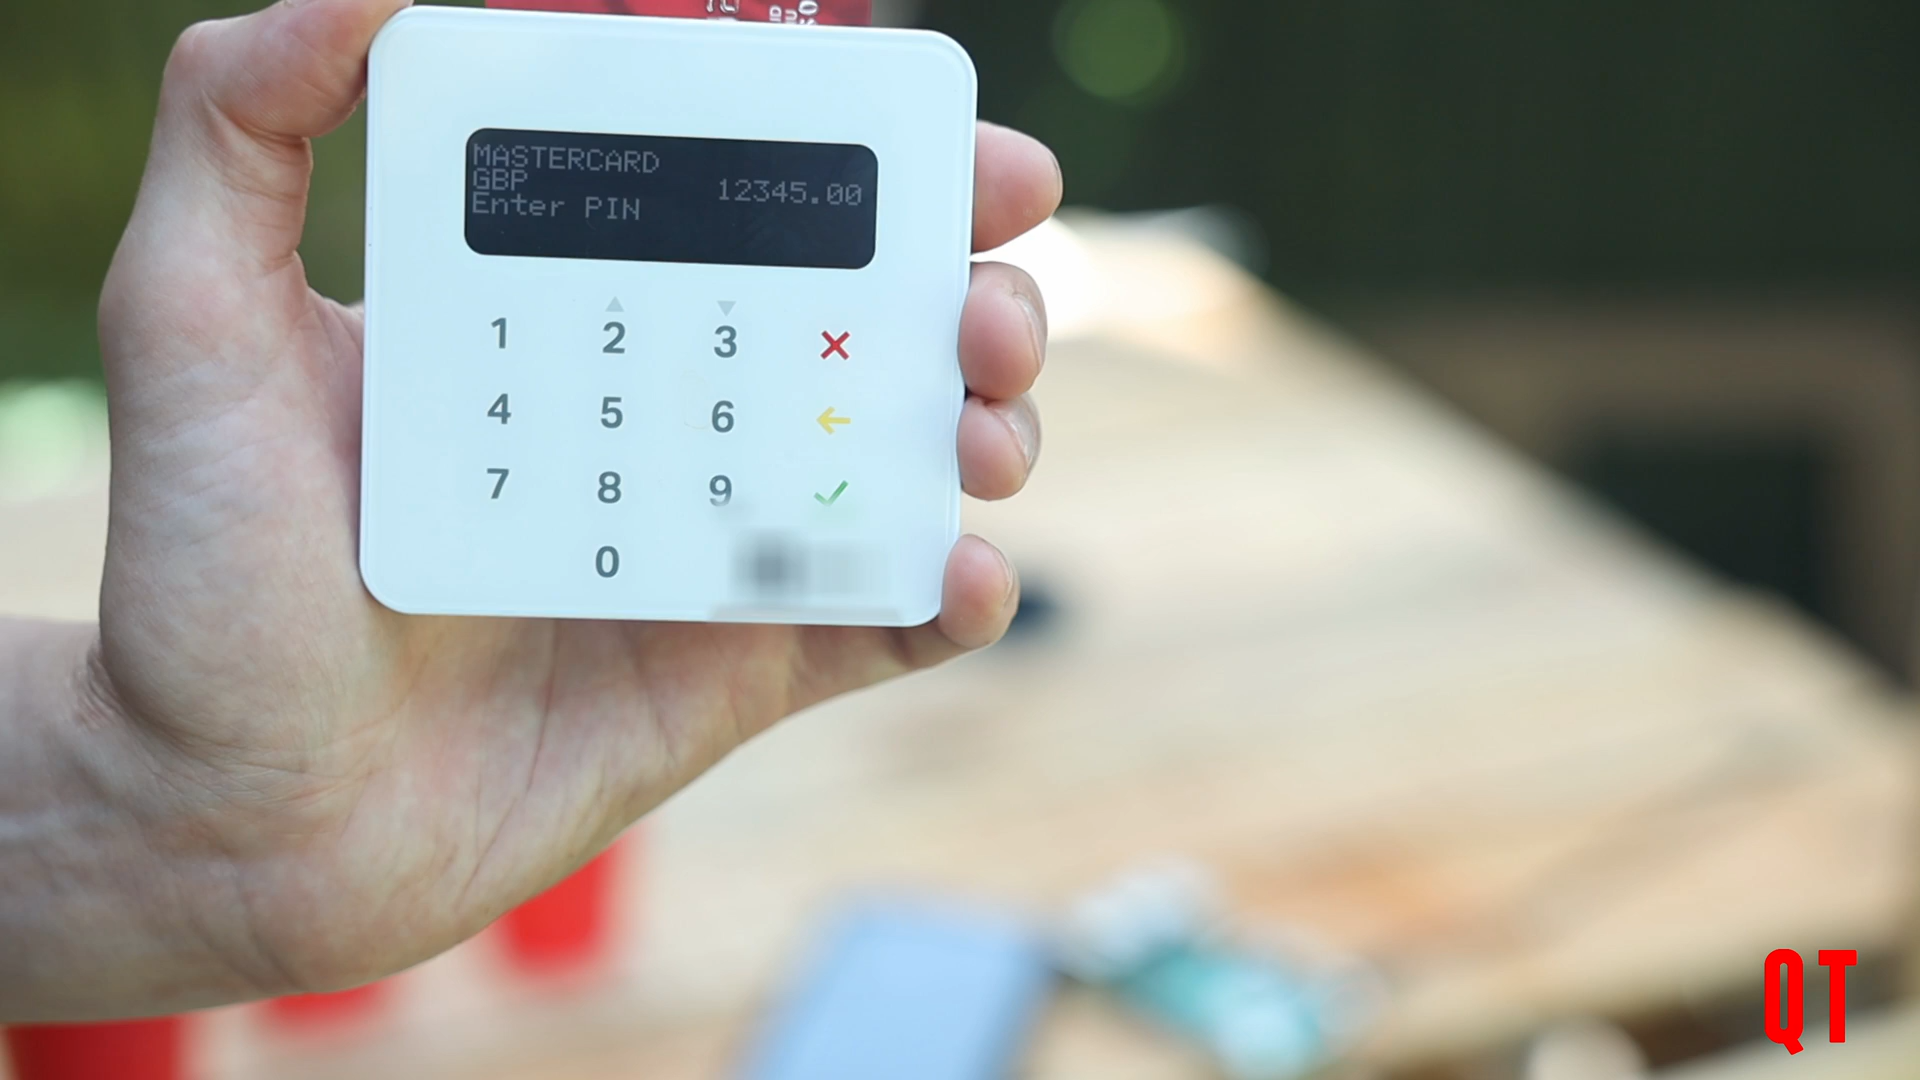 MASTERCARD
GBP 12345.00
Enter PIN
1 2 3
4 5 6
7 8 9
0
QT